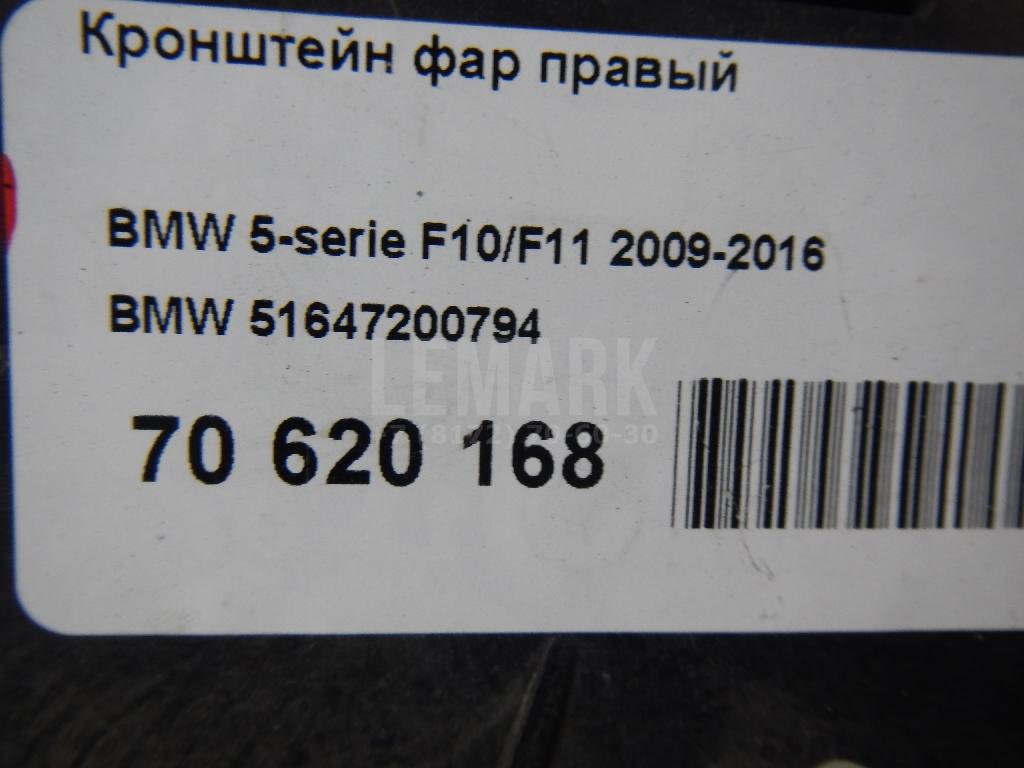 Кронштейн фар правый
BMW 5-serie F10/F11 2009-2016
BMW 51647200794
LEMARK
70 620 168